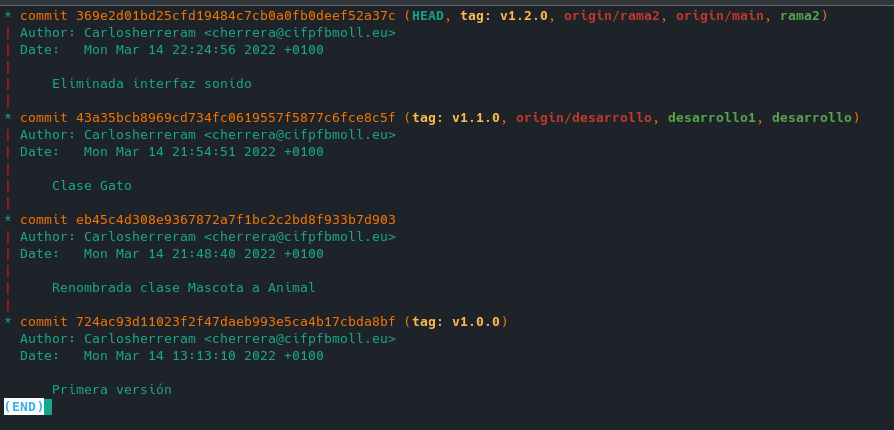 * commit 369e2d01bd25cfd19484c7cb0a0fb0deef52a37c (HEAD, tag: v1.2.0, origin/rama2, origin/main, rama2)
| Author: Carlosherreram <cherrera@cifpfbmoll.eu>
| Date:   Mon Mar 14 22:24:56 2022 +0100
|
|     Eliminada interfaz sonido
|
* commit 43a35bcb8969cd734fc0619557f5877c6fce8c5f (tag: v1.1.0, origin/desarrollo, desarrollo1, desarrollo)
| Author: Carlosherreram <cherrera@cifpfbmoll.eu>
| Date:   Mon Mar 14 21:54:51 2022 +0100
|
|     Clase Gato
|
* commit eb45c4d308e9367872a7f1bc2c2bd8f933b7d903
| Author: Carlosherreram <cherrera@cifpfbmoll.eu>
| Date:   Mon Mar 14 21:48:40 2022 +0100
|
|     Renombrada clase Mascota a Animal
|
* commit 724ac93d11023f2f47daeb993e5ca4b17cbda8bf (tag: v1.0.0)
  Author: Carlosherreram <cherrera@cifpfbmoll.eu>
  Date:   Mon Mar 14 13:13:10 2022 +0100

      Primera versión
(END)